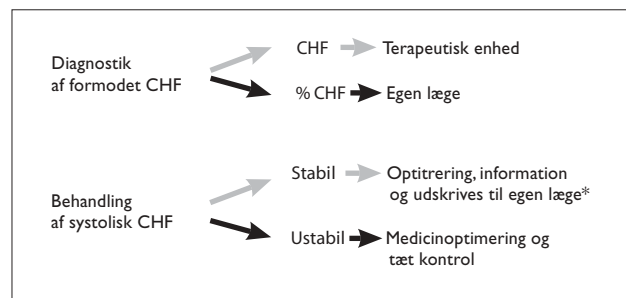 Diagnostik
af formodet CHF
CHF
Terapeutisk enhed
% CHF
Egen læge
Behandling
af systolisk CHF
Stabil
Optitrering, information
og udskrives til egen læge*
Ustabil
Medicinoptimering og
tæt kontrol